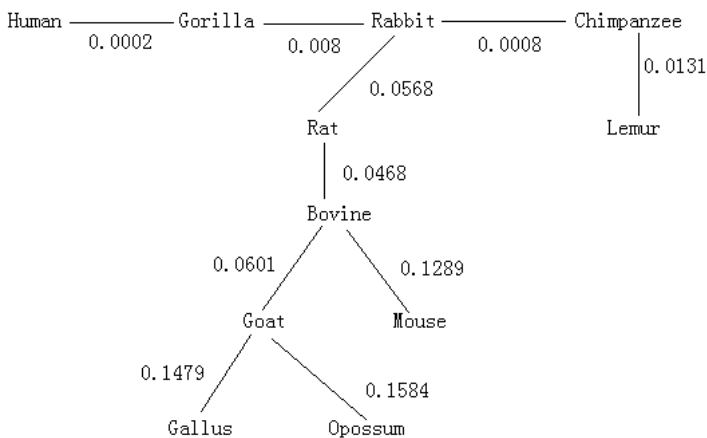 Human Gorilla Rabbit Chimpanzee
0.0002 0.008 0.0008
0.0131
0.0568
Rat Lemur
0.0468
Bovine
0.0601 0.1289
Goat Mouse
0.1479 0.1584
Gallus Opossum